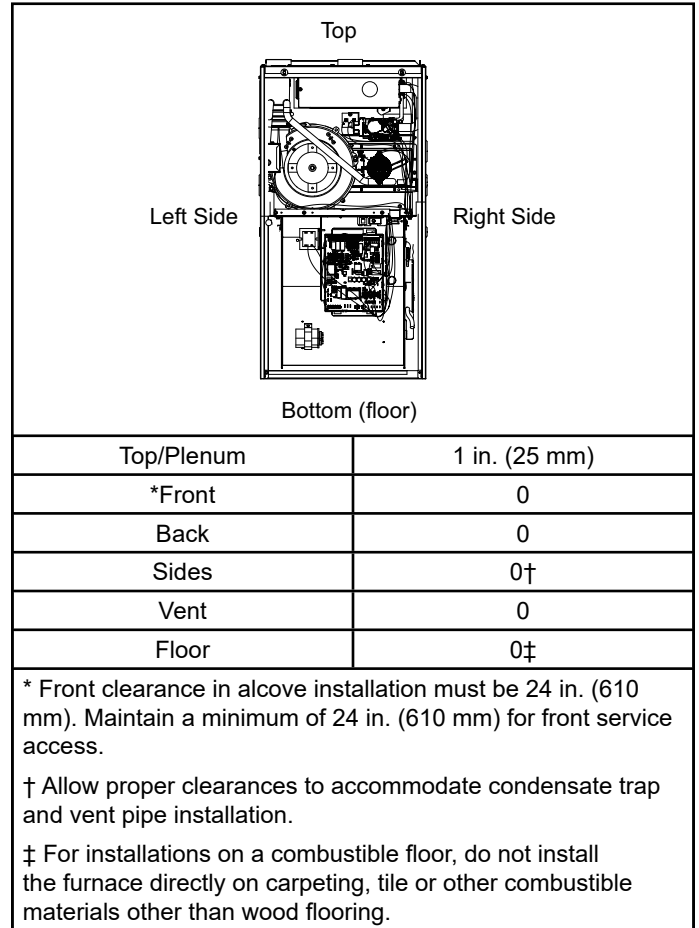 Top
Left Side
Right Side
Bottom (floor)
Top/Plenum 1 in. (25 mm)
*Front 0
Back 0
Sides 0†
Vent 0
Floor 0‡
* Front clearance in alcove installation must be 24 in. (610
mm). Maintain a minimum of 24 in. (610 mm) for front service
access.
† Allow proper clearances to accommodate condensate trap
and vent pipe installation.
‡ For installations on a combustible floor, do not install
the furnace directly on carpeting, tile or other combustible
materials other than wood flooring.